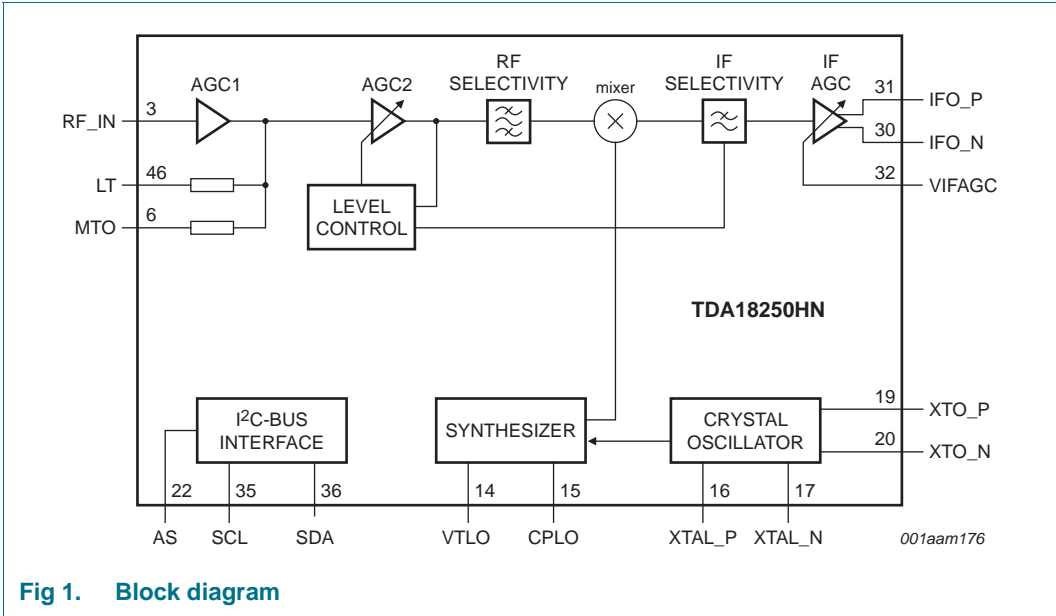 RF
SELECTIVITY
IF
SELECTIVITY
IF
AGC
AGC1
AGC2
mixer
RF_IN
3
31
IFO_P
30
IFO_N
LT
46
32
VIFAGC
MTO
6
LEVEL
CONTROL
TDA18250HN
I2C-BUS
INTERFACE
SYNTHESIZER
CRYSTAL
OSCILLATOR
19
XTO_P
20
XTO_N
22
35
36
14
15
16
17
AS
SCL
SDA
VTLO
CPLO
XTAL_P
XTAL_N
001aam176
Fig 1. Block diagram